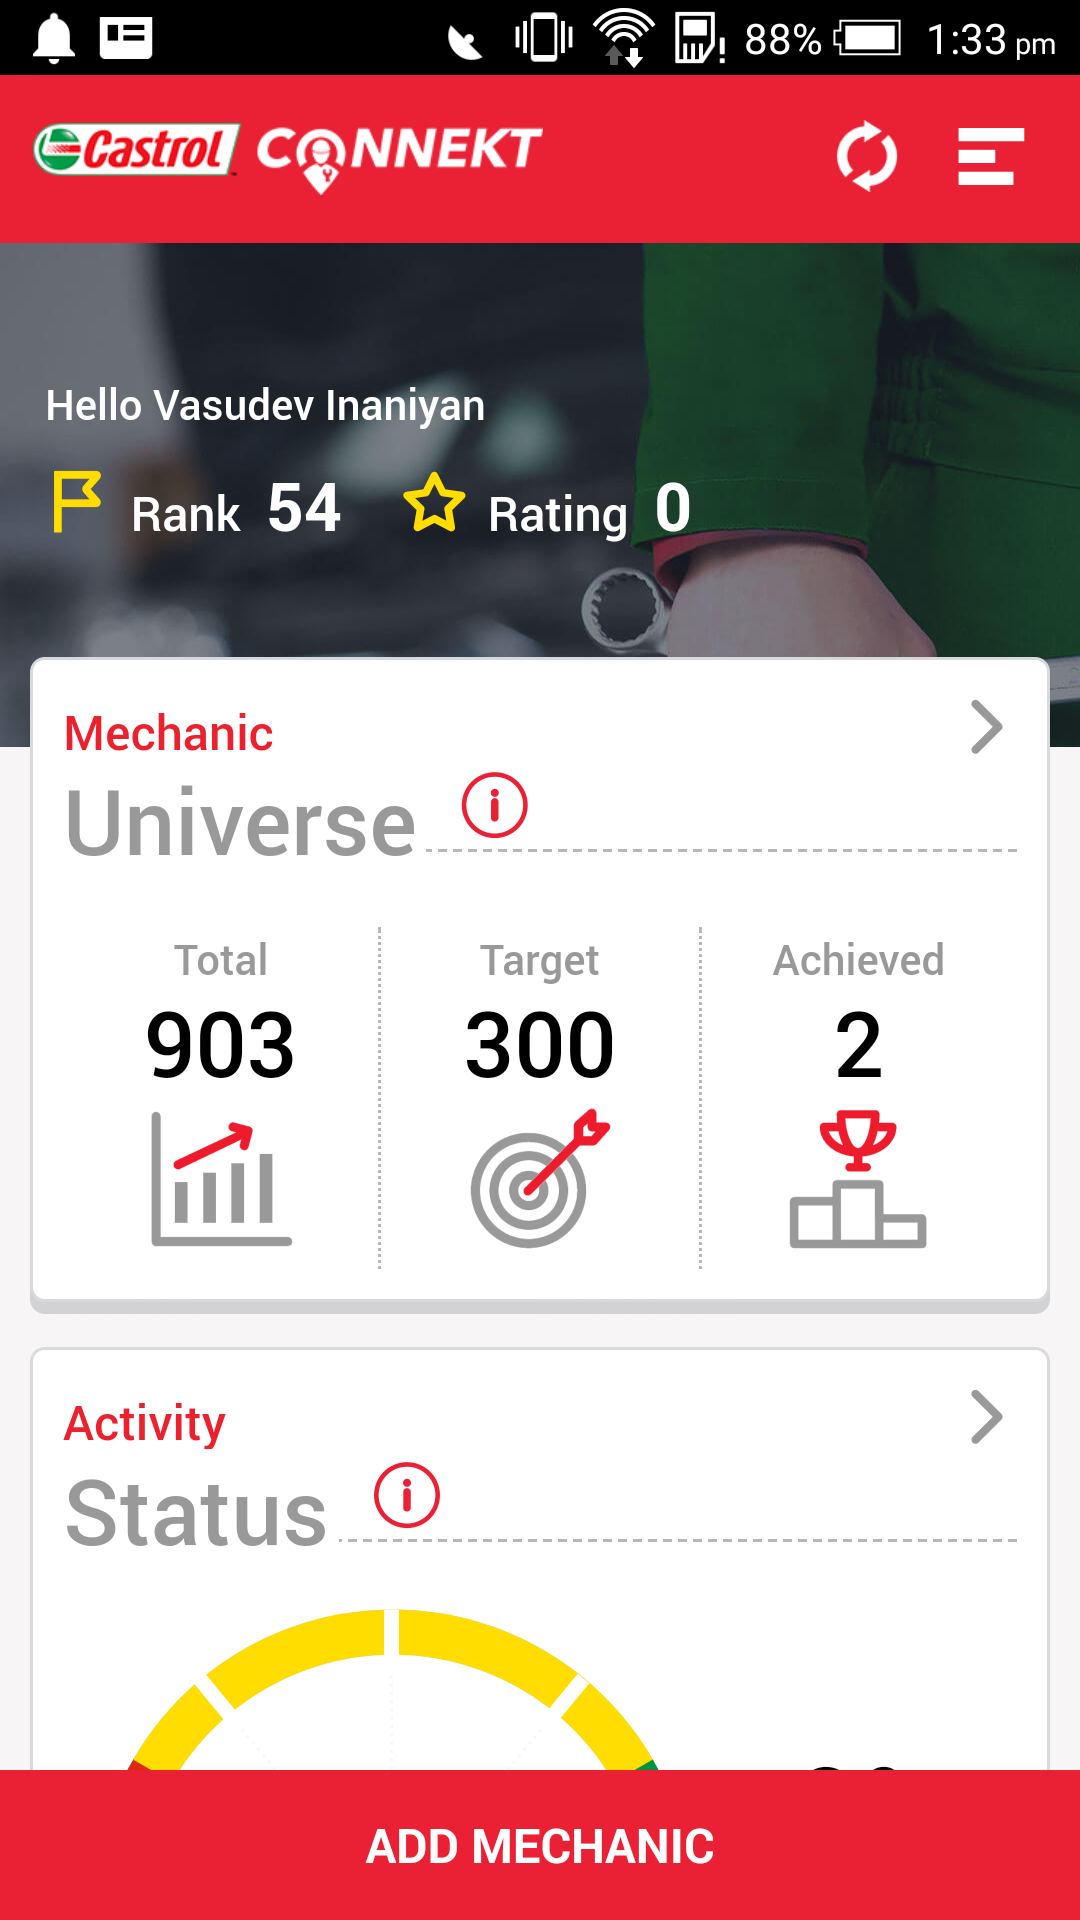 88% 1:33 pm
Castrol CONNEKT
Hello Vasudev Inaniyan
Rank 54 Rating 0
Mechanic
Universe
Total Target Achieved
903 300 2
Activity
Status
ADD MECHANIC